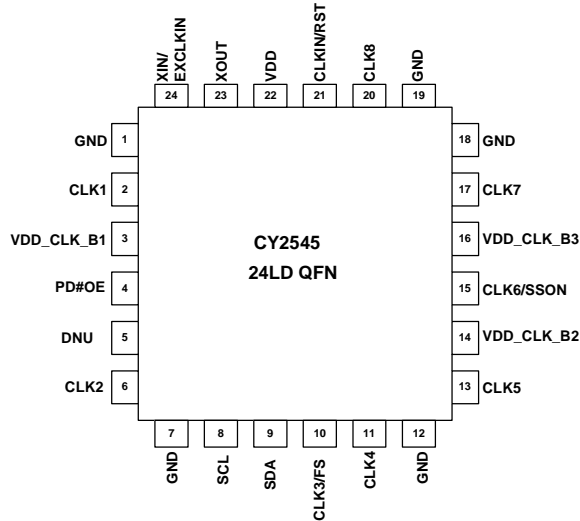 XIN/
EXCLKIN
XOUT
VDD
CLKIN/RST
CLK8
GND
24
23
22
21
20
19
GND
1
18
GND
CLK1
2
17
CLK7
VDD_CLK_B1
3
16
VDD_CLK_B3
CY2545
24LD QFN
PD#OE
4
15
CLK6/SSON
DNU
5
14
VDD_CLK_B2
CLK2
6
13
CLK5
7
8
9
10
11
12
GND
SCL
SDA
CLK3/FS
CLK4
GND